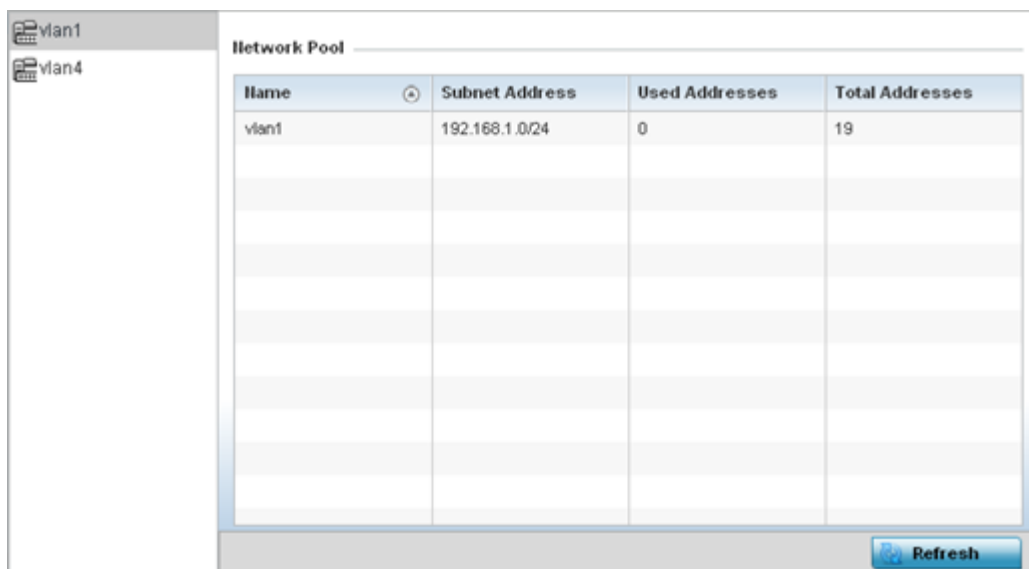 vlan1
vlan4
Network Pool
Name Subnet Address Used Addresses Total Addresses
vlan1 192.168.1.0/24 0 19
Refresh